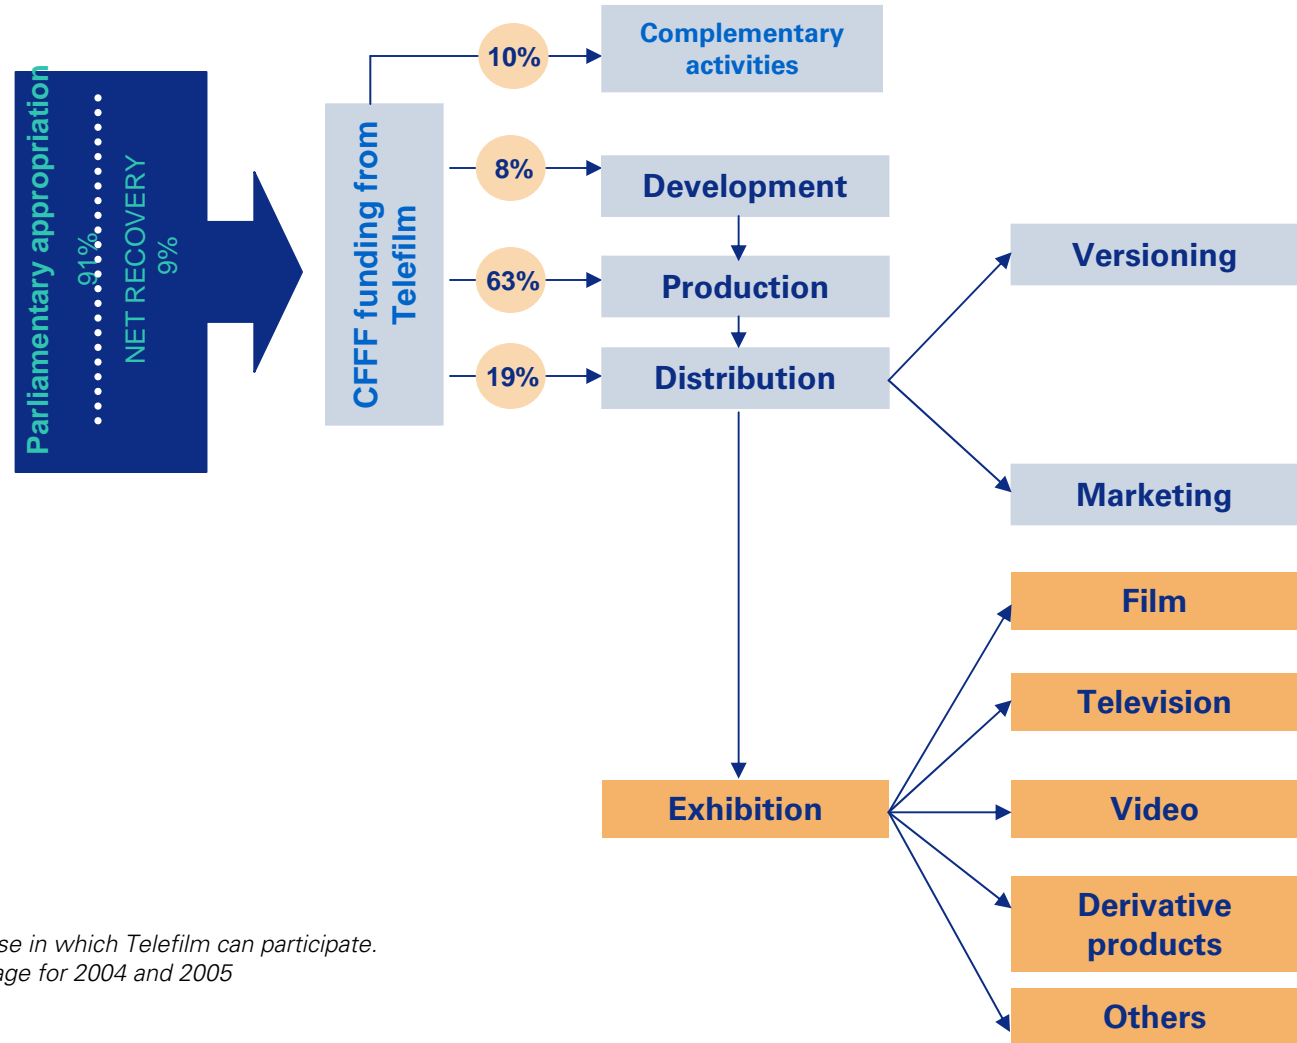 Parliamentary appropriation
91%
NET RECOVERY
9%
CFFF funding from
Telefilm
10%
Complementary
activities
8%
Development
63%
Production
19%
Distribution
Versioning
Marketing
Exhibition
Film
Television
Video
Derivative
products
Others
se in which Telefilm can participate.
age for 2004 and 2005